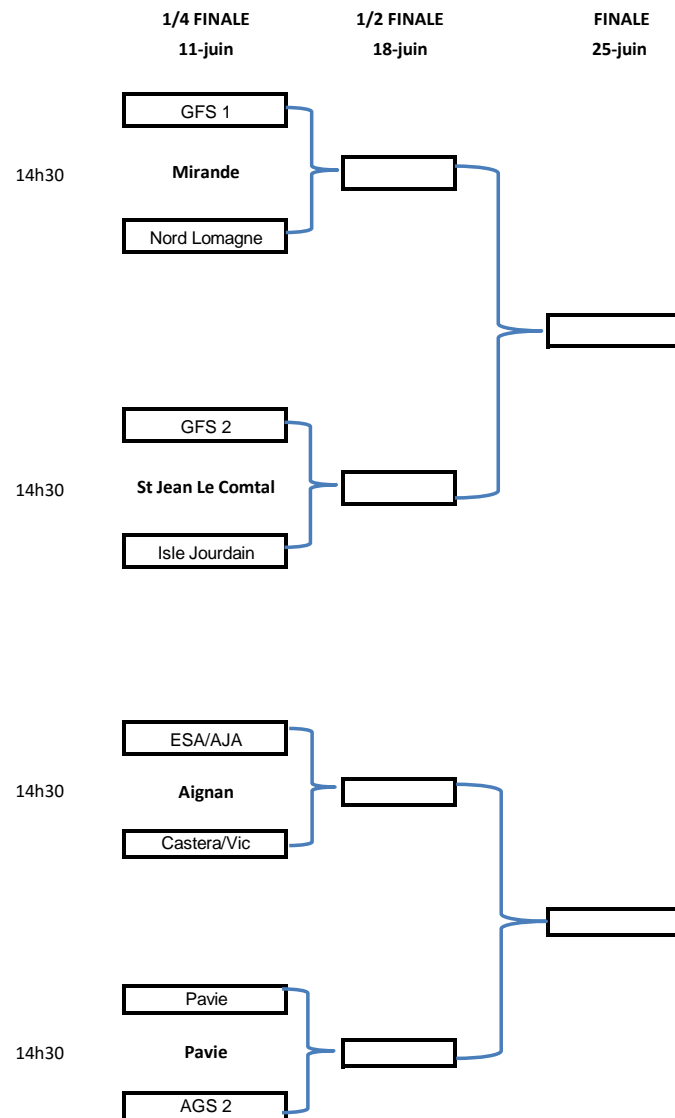 1/4 FINALE 1/2 FINALE FINALE
11-juin 18-juin 25-juin
GFS 1
14h30 Mirande
Nord Lomagne
GFS 2
14h30 St Jean Le Comtal
Isle Jourdain
ESA/AJA
14h30 Aignan
Castera/Vic
Pavie
14h30 Pavie
AGS 2